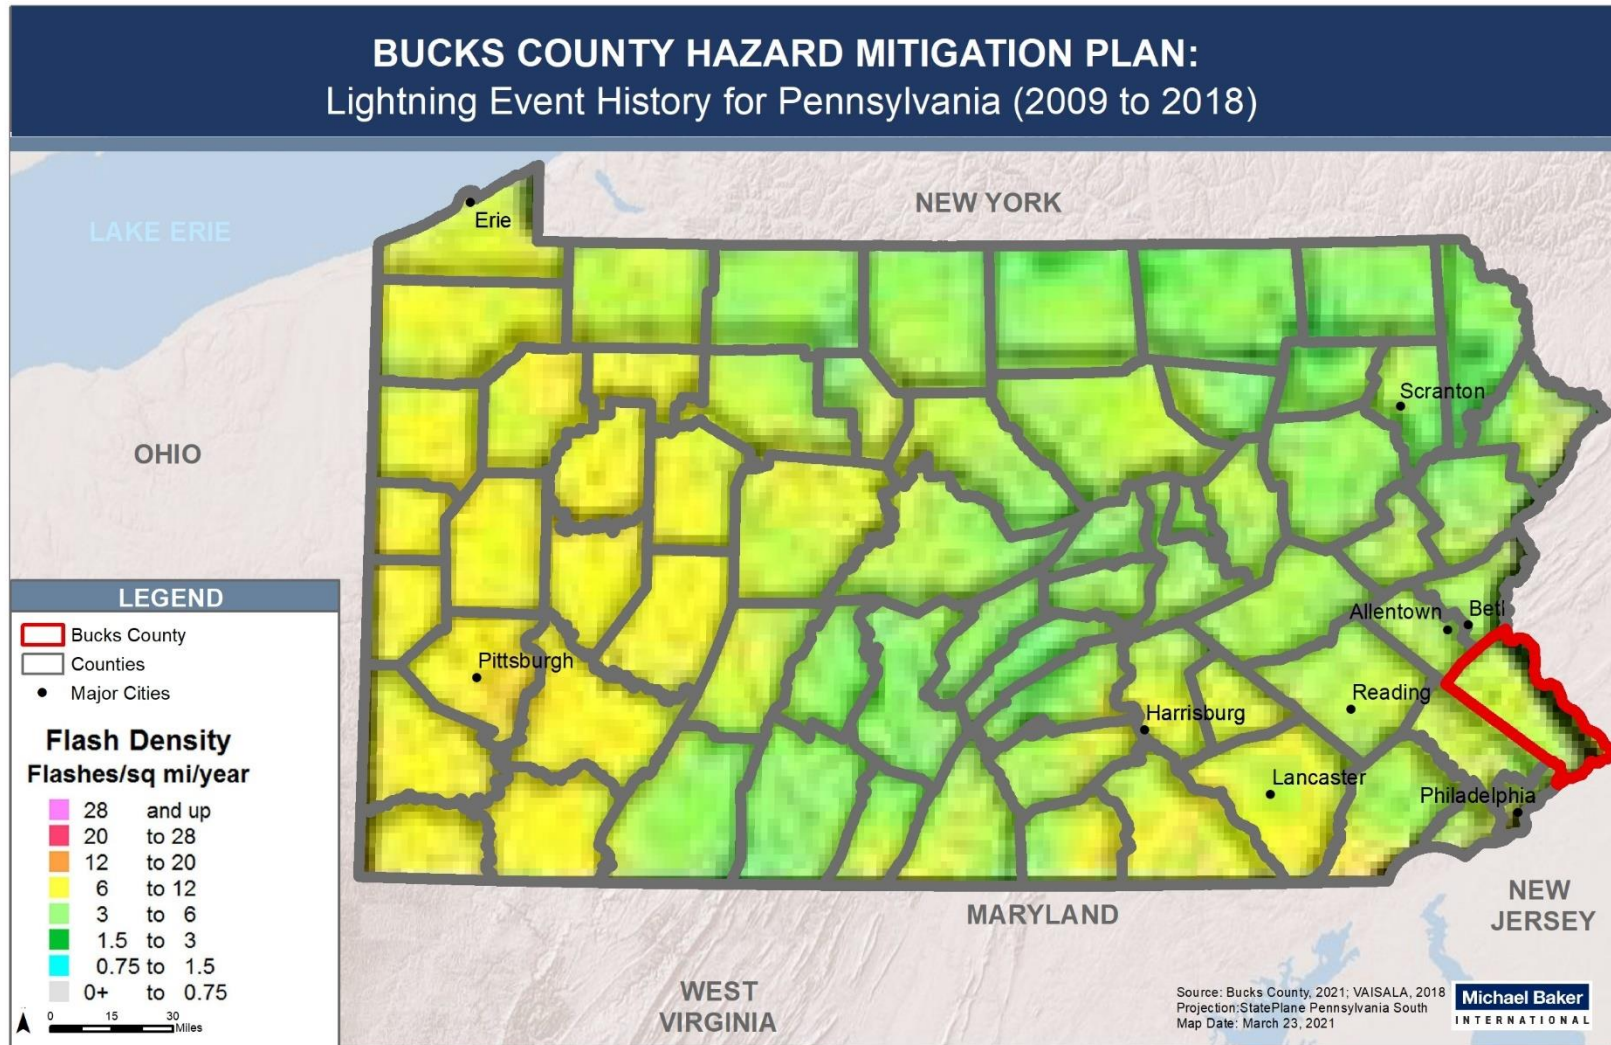 BUCKS COUNTY HAZARD MITIGATION PLAN:
Lightning Event History for Pennsylvania (2009 to 2018)
LAKE ERIE
Erie
NEW YORK
OHIO
Scranton
Allentown
Betl
Pittsburgh
Reading
Harrisburg
Lancaster
Philadelphia
MARYLAND
NEW
JERSEY
WEST
VIRGINIA
LEGEND
Bucks County
Counties
Major Cities
Flash Density
Flashes/sq mi/year
28 and up
20 to 28
12 to 20
6 to 12
3 to 6
1.5 to 3
0.75 to 1.5
0+ to 0.75
0 15 30
Miles
Source: Bucks County, 2021; VAISALA, 2018
Projection:StatePlane Pennsylvania South
Map Date: March 23, 2021
Michael Baker
INTERNATIONAL